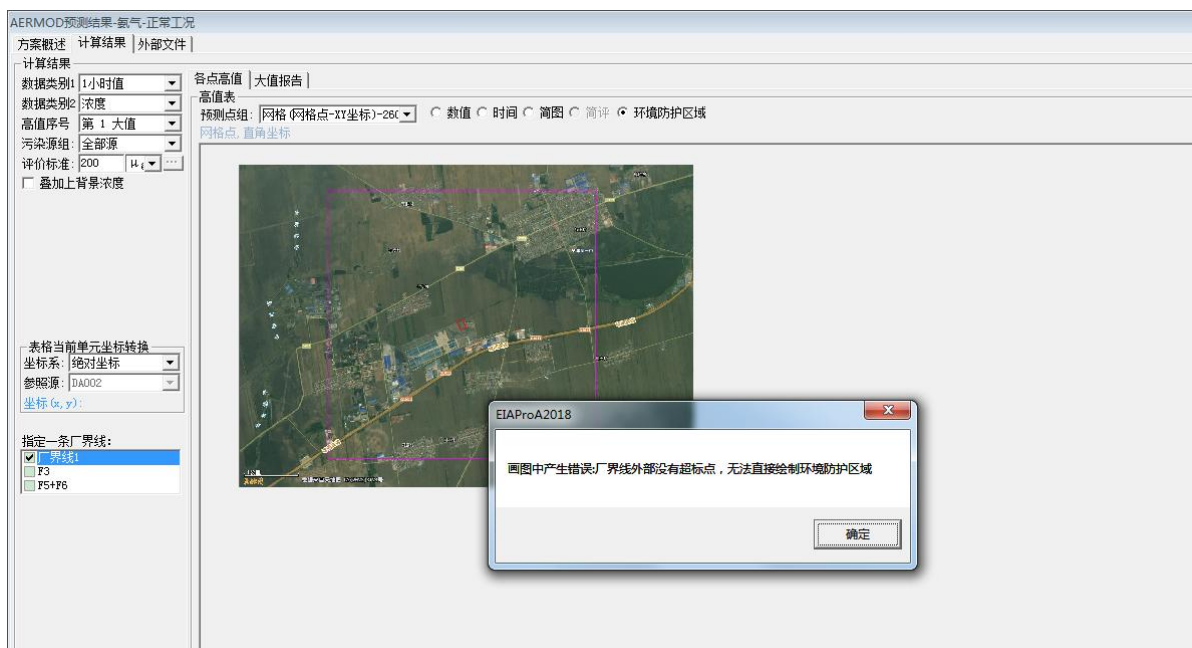 AERMOD预测结果-氨气-正常工况
方案概述 计算结果 外部文件
计算结果
数据类别1 1小时值
数据类别2 浓度
高值序号 第 1 大值
污染源组: 全部源
评价标准: 200
叠加上背景浓度
各点高值 大值报告
高值表
预测点组: 网格(网格点-XY坐标)-260 数值 时间 简图 简评 环境防护区域
网格点,直角坐标
表格当前单元坐标转换
坐标系: 绝对坐标
参照源: DA002
坐标(x,y):
指定一条厂界线:
厂界线1
F3
F5+F6
EIAProA2018
画图中产生错误:厂界线外部没有超标点，无法直接绘制环境防护区域
确定